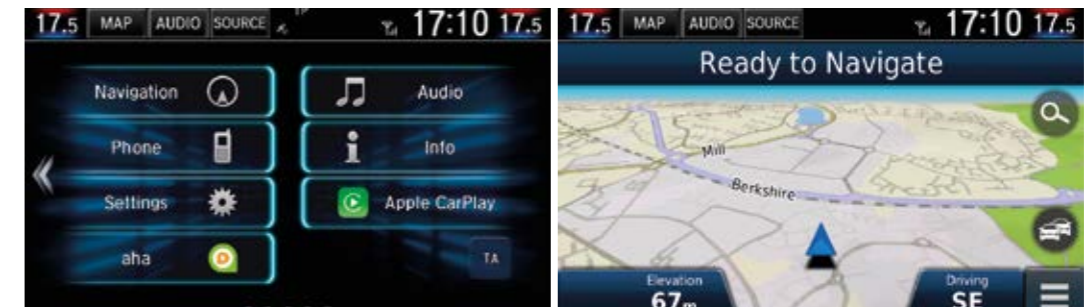 17.5 MAP AUDIO SOURCE 17:10 17.5
Navigation
Audio
Phone
Info
Settings
Apple CarPlay
aha
TA
17.5 MAP AUDIO SOURCE 17:10 17.5
Ready to Navigate
Mill
Berkshire
Elevation
67m
Driving
SE